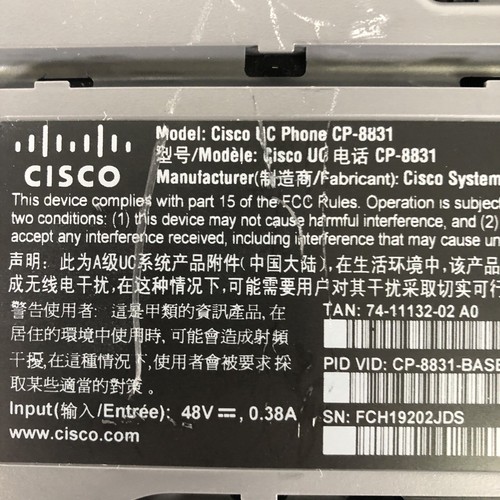 CISCO
Model: Cisco UC Phone CP-8831
型号/Modèle: Cisco UC 电话 CP-8831
Manufacturer(制造商/Fabricant): Cisco System
This device complies with part 15 of the FCC Rules. Operation is subject
two conditions: (1) this device may not cause harmful interference, and (2)
accept any interference received, including interference that may cause un
声明: 此为A级UC系统产品附件(中国大陆), 在生活环境中, 该产品
成无线电干扰, 在这种情况下, 可能需要用户对其干扰采取切实可行
警告使用者: 這是甲類的資訊產品, 在
居住的環境中使用時, 可能會造成射頻
干擾, 在這種情況下, 使用者會被要求採
取某些適當的對策.
Input(输入/Entrée): 48V⎓, 0.38A
www.cisco.com
TAN: 74-11132-02 A0
PID VID: CP-8831-BASE
SN: FCH19202JDS